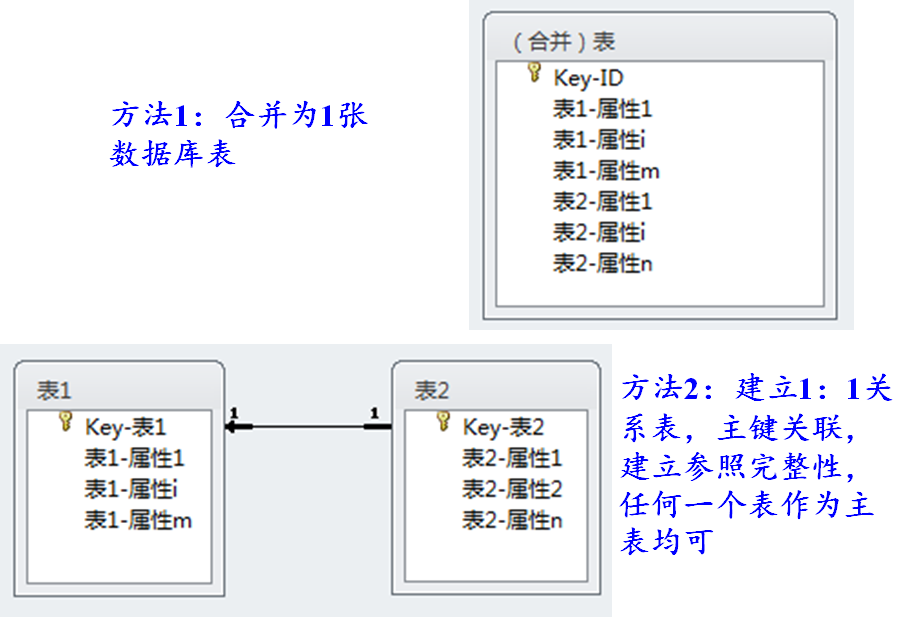 方法1：合并为1张
数据库表
（合并）表
Key-ID
表1-属性1
表1-属性i
表1-属性m
表2-属性1
表2-属性i
表2-属性n
表1
Key-表1
表1-属性1
表1-属性i
表1-属性m
1
1
表2
Key-表2
表2-属性1
表2-属性2
表2-属性n
方法2：建立1：1关
系表，主键关联，
建立参照完整性，
任何一个表作为主
表均可